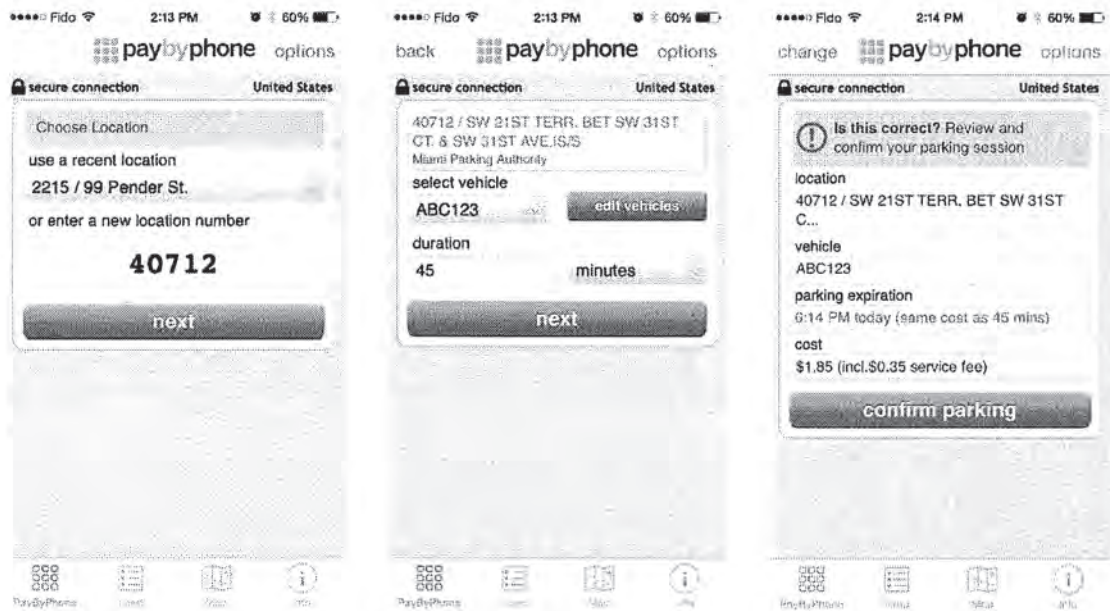 Fido 2:13 PM 60%
paybyphone options
secure connection United States
Choose Location
use a recent location
2215 / 99 Pender St.
or enter a new location number
40712
next
PayByPhone Info
Fido 2:13 PM 60%
back paybyphone options
secure connection United States
40712 / SW 21ST TERR. BET SW 31ST
CT. & SW 31ST AVE.IS/S
Miami Parking Authority
select vehicle
ABC123 edit vehicles
duration
45 minutes
next
PayByPhone Map
Fido 2:14 PM 60%
change paybyphone options
secure connection United States
Is this correct? Review and
confirm your parking session
location
40712 / SW 21ST TERR. BET SW 31ST
C...
vehicle
ABC123
parking expiration
6:14 PM today (same cost as 45 mins)
cost
$1.85 (incl.$0.35 service fee)
confirm parking
PayByPhone Map Info